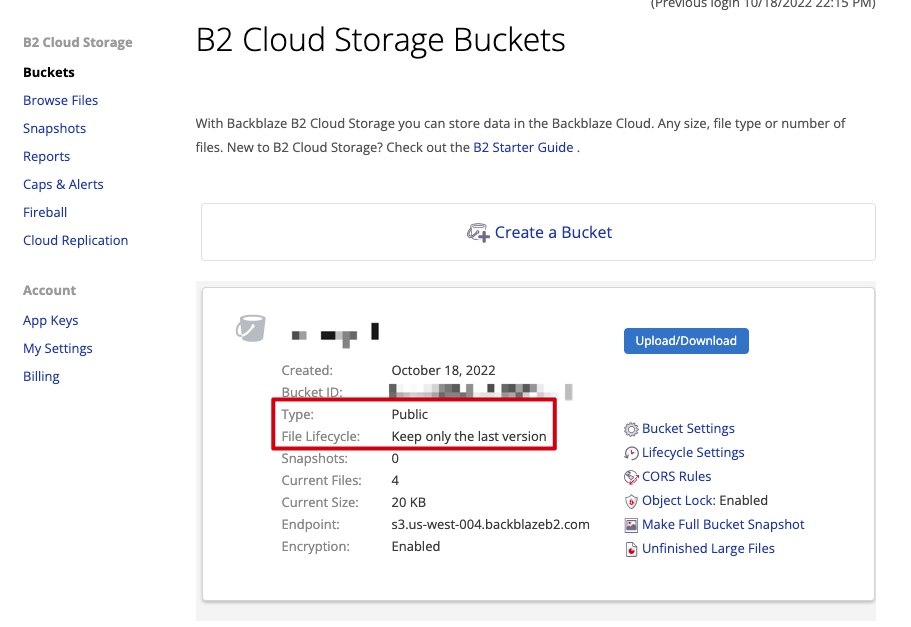 (Previous login 10/18/2022 22:15 PM)
B2 Cloud Storage
Buckets
Browse Files
Snapshots
Reports
Caps & Alerts
Fireball
Cloud Replication
Account
App Keys
My Settings
Billing
B2 Cloud Storage Buckets
With Backblaze B2 Cloud Storage you can store data in the Backblaze Cloud. Any size, file type or number of
files. New to B2 Cloud Storage? Check out the B2 Starter Guide .
Create a Bucket
Created: October 18, 2022
Bucket ID:
Type: Public
File Lifecycle: Keep only the last version
Snapshots: 0
Current Files: 4
Current Size: 20 KB
Endpoint: s3.us-west-004.backblazeb2.com
Encryption: Enabled
Upload/Download
Bucket Settings
Lifecycle Settings
CORS Rules
Object Lock: Enabled
Make Full Bucket Snapshot
Unfinished Large Files